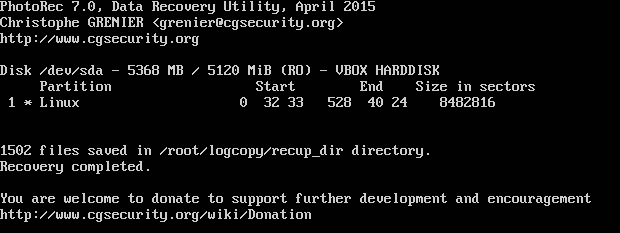 PhotoRec 7.0, Data Recovery Utility, April 2015
Christophe GRENIER <grenier@cgsecurity.org>
http://www.cgsecurity.org
Disk /dev/sda - 5368 MB / 5120 MiB (RO) - VBOX HARDDISK
Partition Start End Size in sectors
1 * Linux 0 32 33 528 40 24 8482816
1502 files saved in /root/logcopy/recup_dir directory.
Recovery completed.
You are welcome to donate to support further development and encouragement
http://www.cgsecurity.org/wiki/Donation